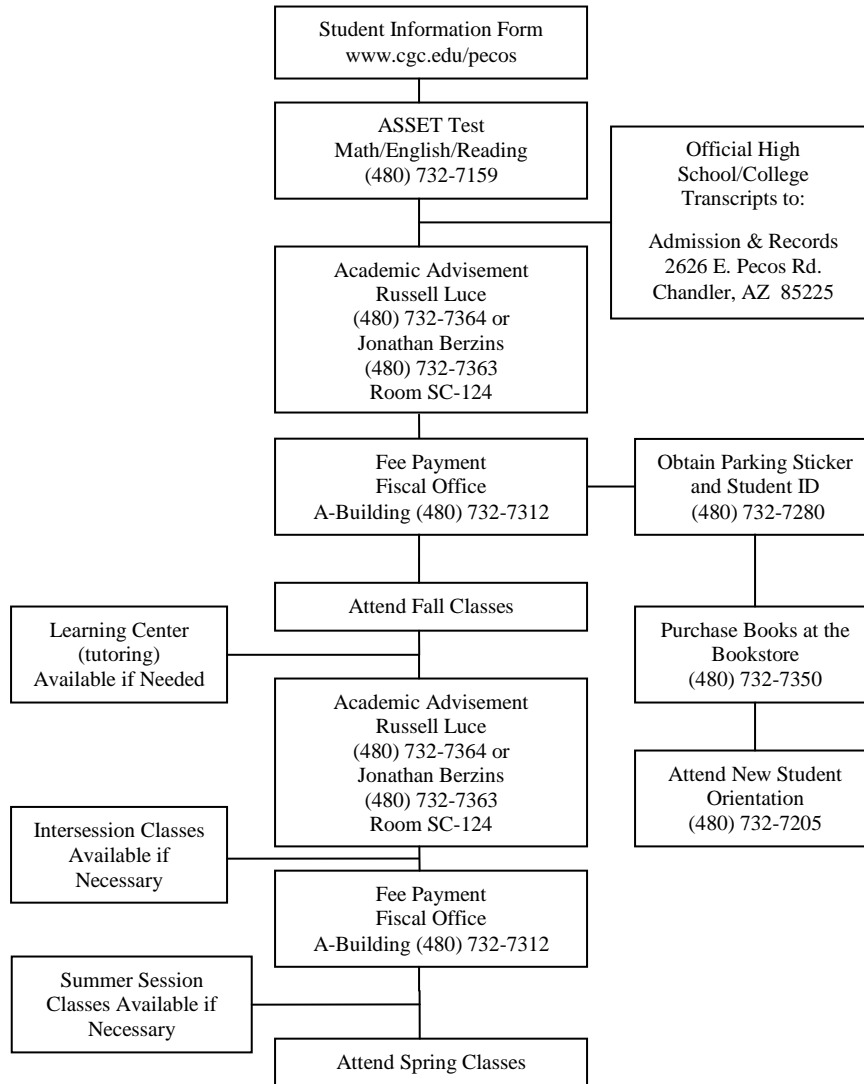 Student Information Form
www.cgc.edu/pecos
ASSET Test
Math/English/Reading
(480) 732-7159
Official High
School/College
Transcripts to:
Admission & Records
2626 E. Pecos Rd.
Chandler, AZ  85225
Academic Advisement
Russell Luce
(480) 732-7364 or
Jonathan Berzins
(480) 732-7363
Room SC-124
Fee Payment
Fiscal Office
A-Building (480) 732-7312
Obtain Parking Sticker
and Student ID
(480) 732-7280
Attend Fall Classes
Learning Center
(tutoring)
Available if Needed
Purchase Books at the
Bookstore
(480) 732-7350
Academic Advisement
Russell Luce
(480) 732-7364 or
Jonathan Berzins
(480) 732-7363
Room SC-124
Attend New Student
Orientation
(480) 732-7205
Intersession Classes
Available if
Necessary
Fee Payment
Fiscal Office
A-Building (480) 732-7312
Summer Session
Classes Available if
Necessary
Attend Spring Classes